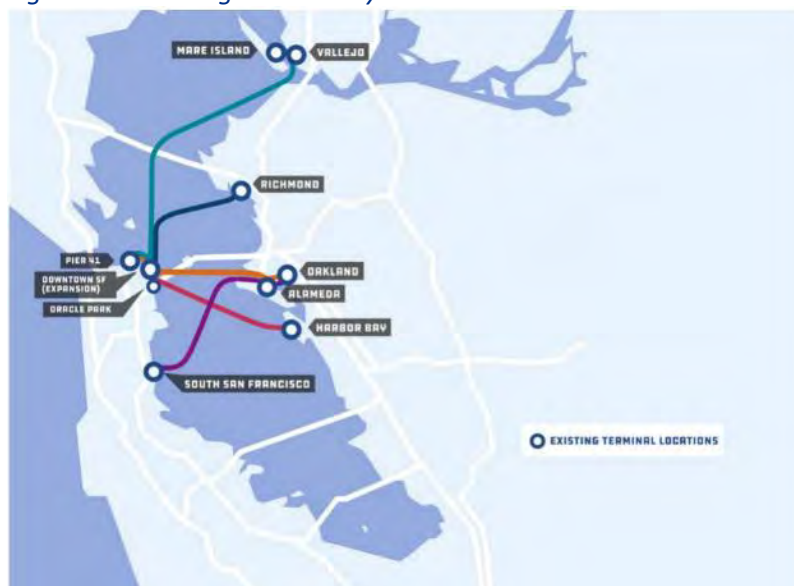 MARE ISLAND
VALLEJO
RICHMOND
PIER 41
DOWNTOWN SF
(EXPANSION)
ORACLE PARK
OAKLAND
ALAMEDA
HARBOR BAY
SOUTH SAN FRANCISCO
EXISTING TERMINAL LOCATIONS